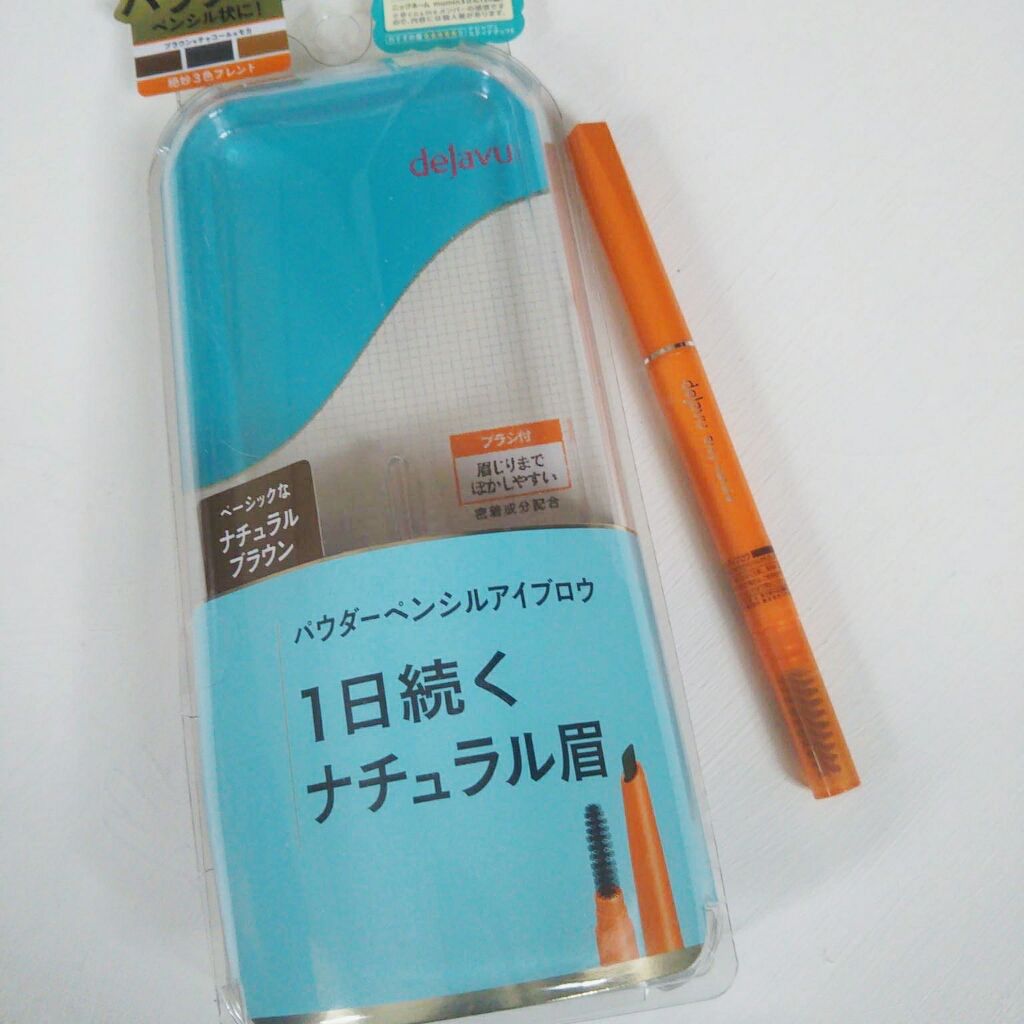 ペンシル状に!
ブラウン×チャコール×モカ
絶妙3色ブレンド
dejavu
ブラシ付
眉じりまで
ぼかしやすい
密着成分配合
ベーシックな
ナチュラル
ブラウン
パウダーペンシルアイブロウ
1日続く
ナチュラル眉
dejavu